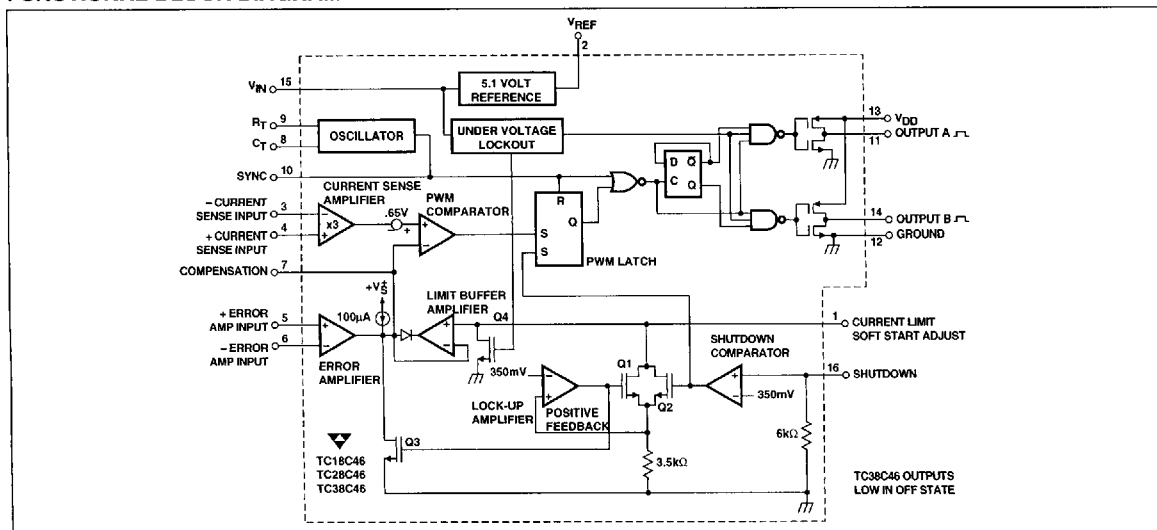 VREF
2
VIN 15
5.1 VOLT
REFERENCE
RT 9
CT 8
OSCILLATOR
UNDER VOLTAGE
LOCKOUT
13 VDD
11 OUTPUT A
SYNC 10
D Q̅
C Q
CURRENT SENSE
AMPLIFIER
PWM
COMPARATOR
– CURRENT
SENSE INPUT 3
+ CURRENT
SENSE INPUT 4
– x3 +
.65V
+
+
–
R
S Q
S
PWM LATCH
14 OUTPUT B
12 GROUND
COMPENSATION 7
+VS±
100µA
LIMIT BUFFER
AMPLIFIER
+
–
Q4
1 CURRENT LIMIT
SOFT START ADJUST
+ ERROR
AMP INPUT 5
– ERROR
AMP INPUT 6
+
–
ERROR
AMPLIFIER
350mV
–
+
LOCK-UP
AMPLIFIER
POSITIVE
FEEDBACK
Q1
Q2
SHUTDOWN
COMPARATOR
+
–
350mV
16 SHUTDOWN
Q3
3.5kΩ
6kΩ
TC18C46
TC28C46
TC38C46
TC38C46 OUTPUTS
LOW IN OFF STATE